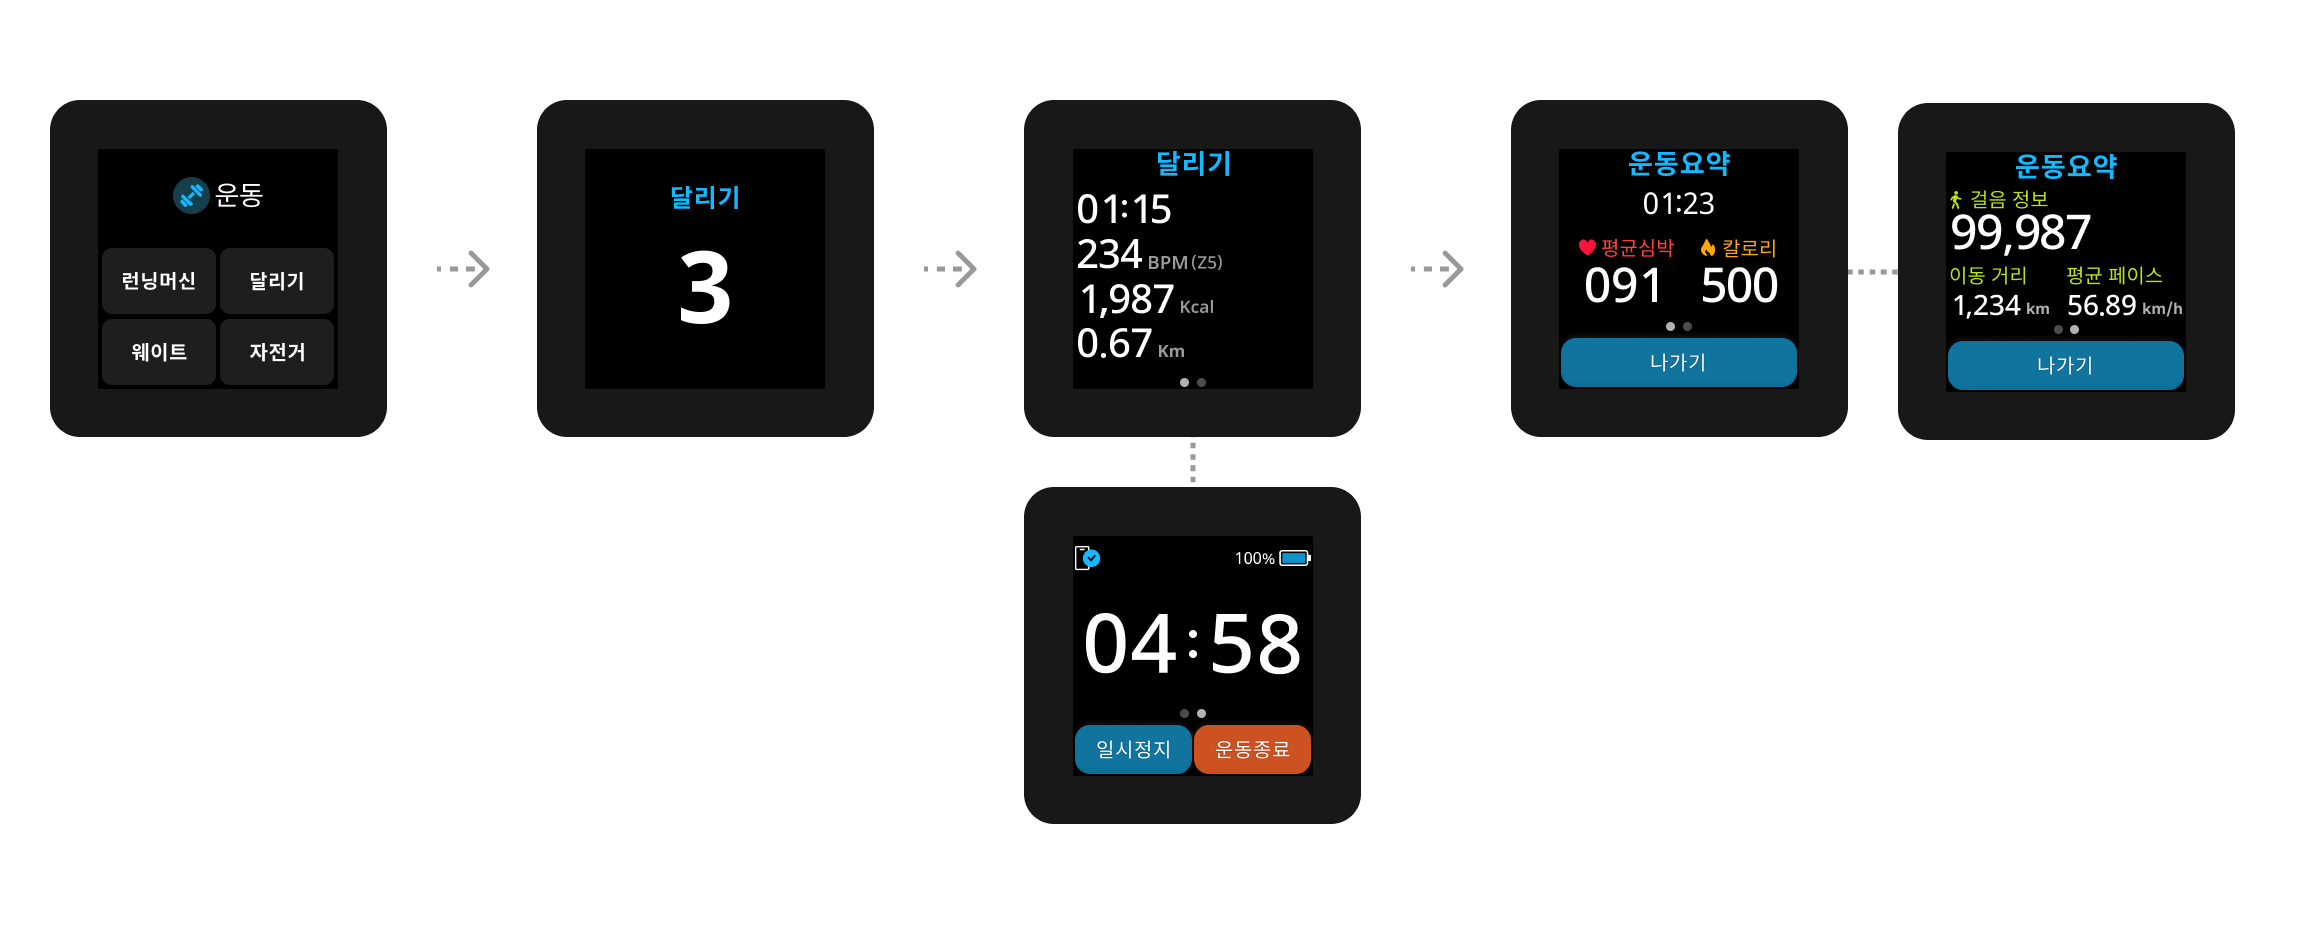 운동
런닝머신 달리기
웨이트 자전거
달리기
3
달리기
01:15
234 BPM (Z5)
1,987 Kcal
0.67 Km
100%
04:58
일시정지 운동종료
운동요약
01:23
평균심박 칼로리
091 500
나가기
운동요약
걸음 정보
99,987
이동 거리 평균 페이스
1,234 km 56.89 km/h
나가기